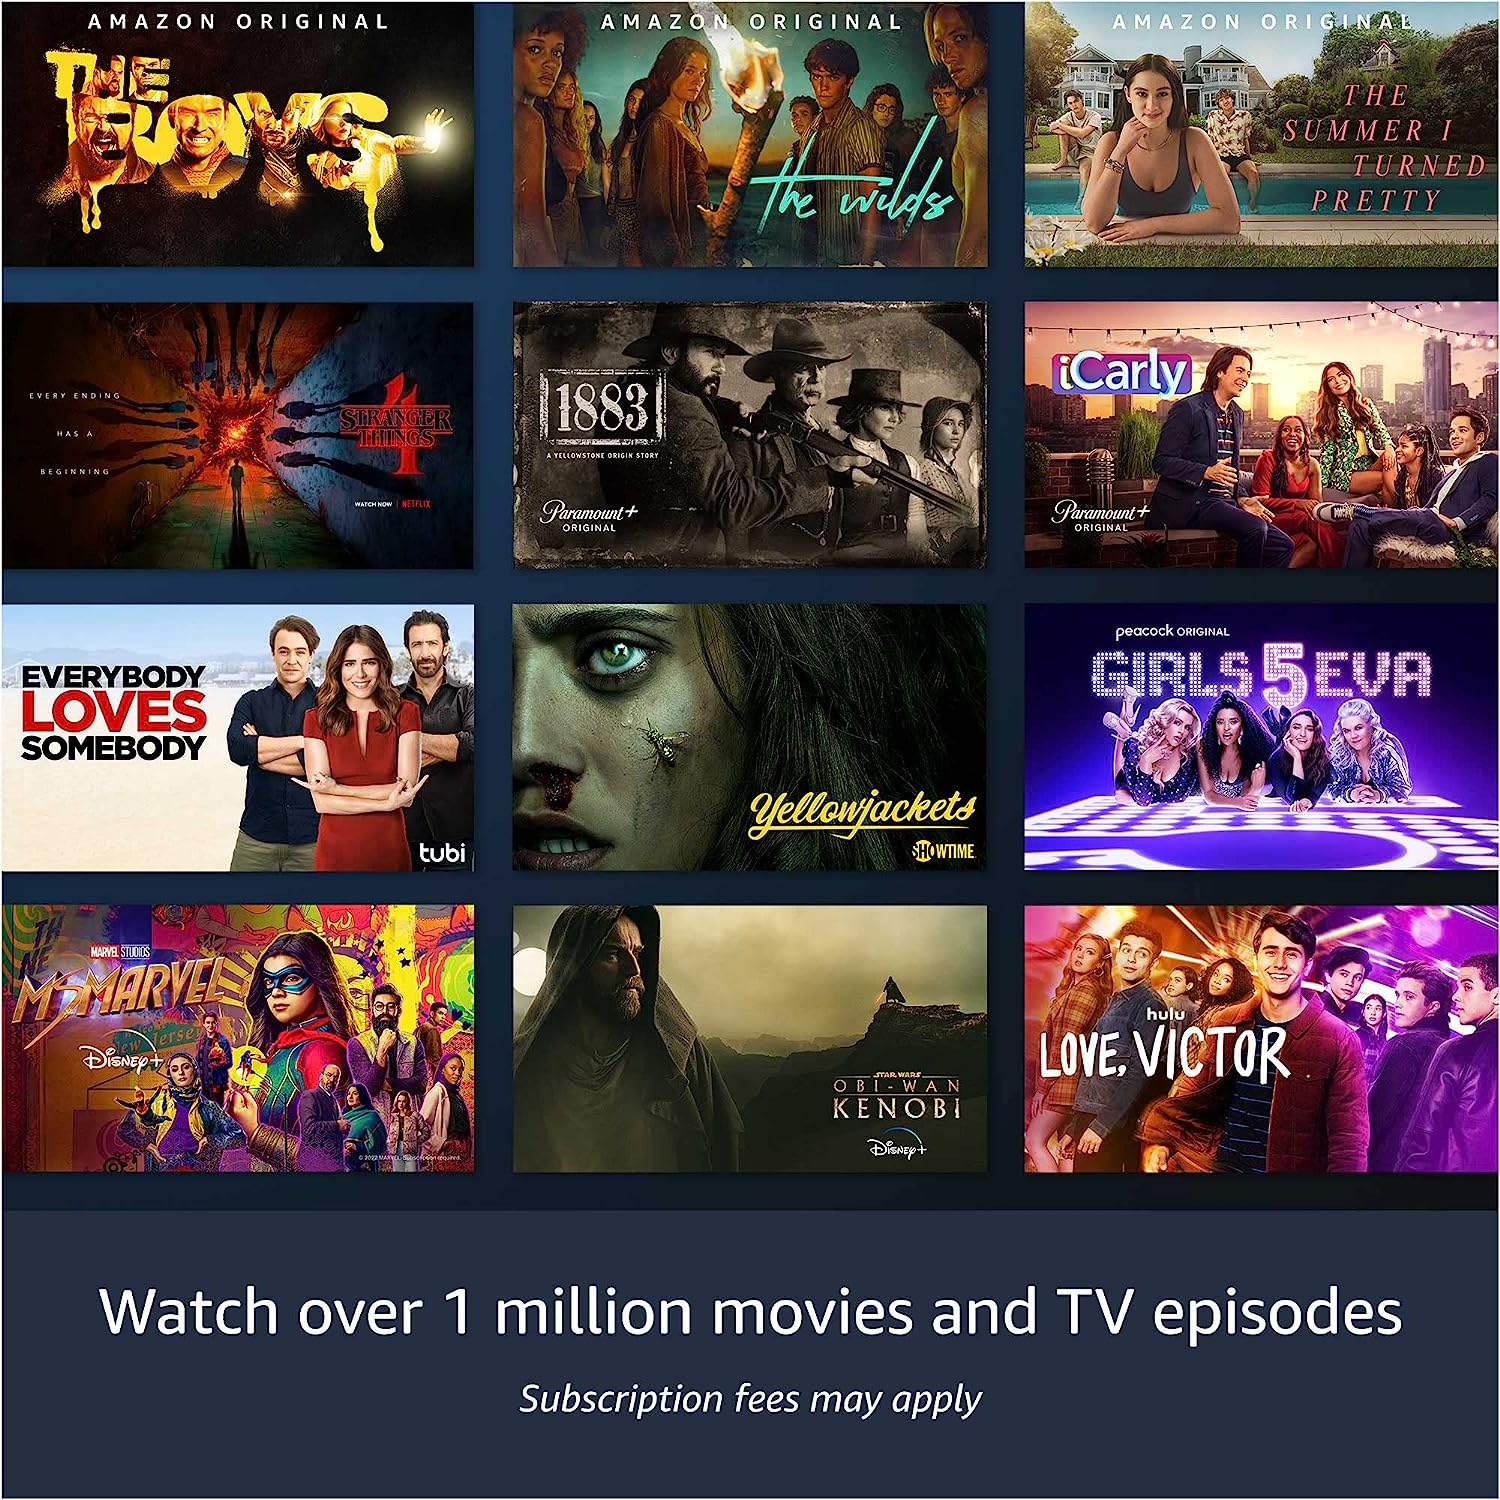 AMAZON ORIGINAL
THE
BOYS
AMAZON ORIGINAL
the wilds
AMAZON ORIGINAL
THE
SUMMER I
TURNED
PRETTY
EVERY ENDING
HAS A
BEGINNING
4
STRANGER
THINGS
WATCH NOW | NETFLIX
1883
A YELLOWSTONE ORIGIN STORY
Paramount+
ORIGINAL
iCarly
Paramount+
ORIGINAL
EVERYBODY
LOVES
SOMEBODY
tubi
Yellowjackets
SHOWTIME
peacock ORIGINAL
GIRLS5EVA
MARVEL STUDIOS
MS MARVEL
New Jersey
Disney+
© 2022 MARVEL. Subscription required.
STAR WARS
OBI-WAN
KENOBI
Disney+
hulu
LOVE, VICTOR
Watch over 1 million movies and TV episodes
Subscription fees may apply